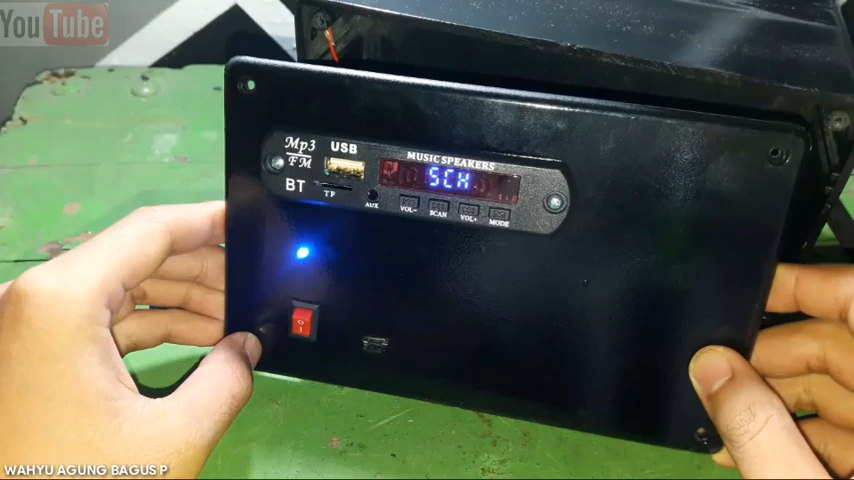 YouTube
Mp3
FM
USB
BT
TF
AUX
MUSIC SPEAKERS
SCH
VOL-
SCAN
VOL+
MODE
O
I
WAHYU AGUNG BAGUS P